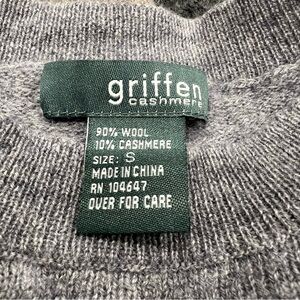 griffen
cashmere
90% WOOL
10% CASHMERE
SIZE: S
MADE IN CHINA
RN 104647
OVER FOR CARE